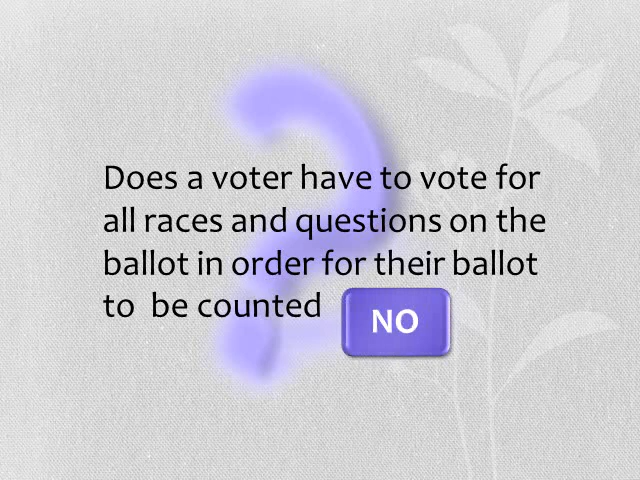 Does a voter have to vote for
all races and questions on the
ballot in order for their ballot
to  be counted
NO